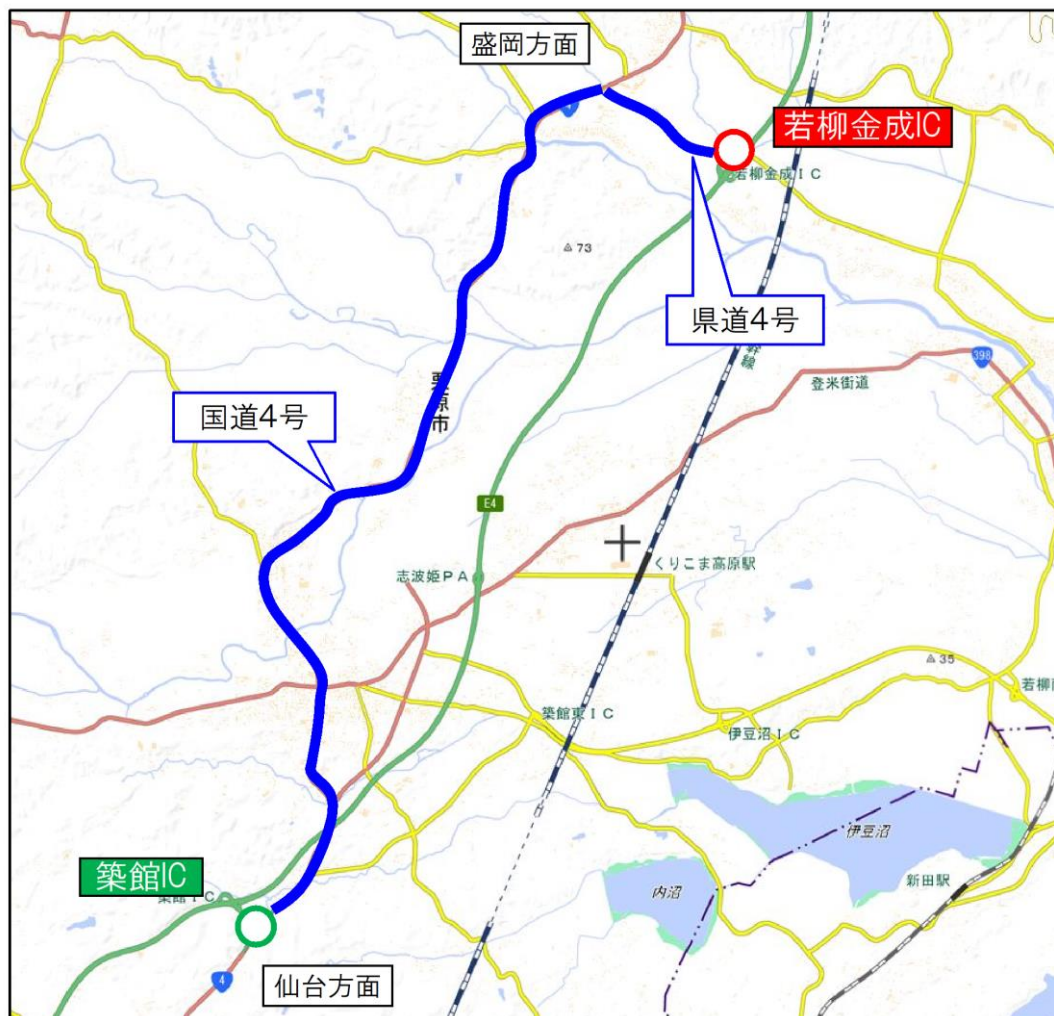 盛岡方面
4
若柳金成IC
若柳金成IC
73
県道4号
幹線
398
登米街道
栗原市
国道4号
E4
志波姫PA
くりこま高原駅
35
築館東IC
伊豆沼IC
伊豆沼
内沼
新田駅
築館IC
築館IC
4
仙台方面